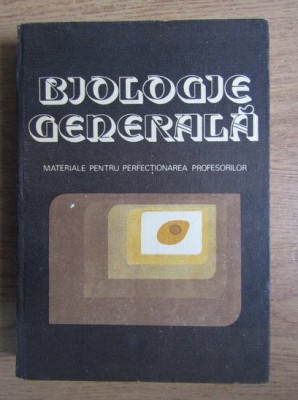 BIOLOGIE
GENERALĂ
MATERIALE PENTRU PERFECȚIONAREA PROFESORILOR